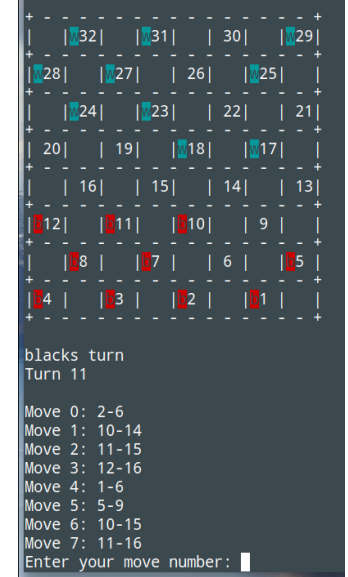 + - - - - - - - - - - - - - - - +
|   |w32|   |w31|   | 30|   |w29|
+ - - - - - - - - - - - - - - - +
|w28|   |w27|   | 26|   |w25|   |
+ - - - - - - - - - - - - - - - +
|   |w24|   |w23|   | 22|   | 21|
+ - - - - - - - - - - - - - - - +
| 20|   | 19|   |w18|   |w17|   |
+ - - - - - - - - - - - - - - - +
|   | 16|   | 15|   | 14|   | 13|
+ - - - - - - - - - - - - - - - +
|b12|   |b11|   |b10|   | 9 |   |
+ - - - - - - - - - - - - - - - +
|   |b8 |   |b7 |   | 6 |   |b5 |
+ - - - - - - - - - - - - - - - +
|b4 |   |b3 |   |b2 |   |b1 |   |
+ - - - - - - - - - - - - - - - +
blacks turn
Turn 11
Move 0: 2-6
Move 1: 10-14
Move 2: 11-15
Move 3: 12-16
Move 4: 1-6
Move 5: 5-9
Move 6: 10-15
Move 7: 11-16
Enter your move number: